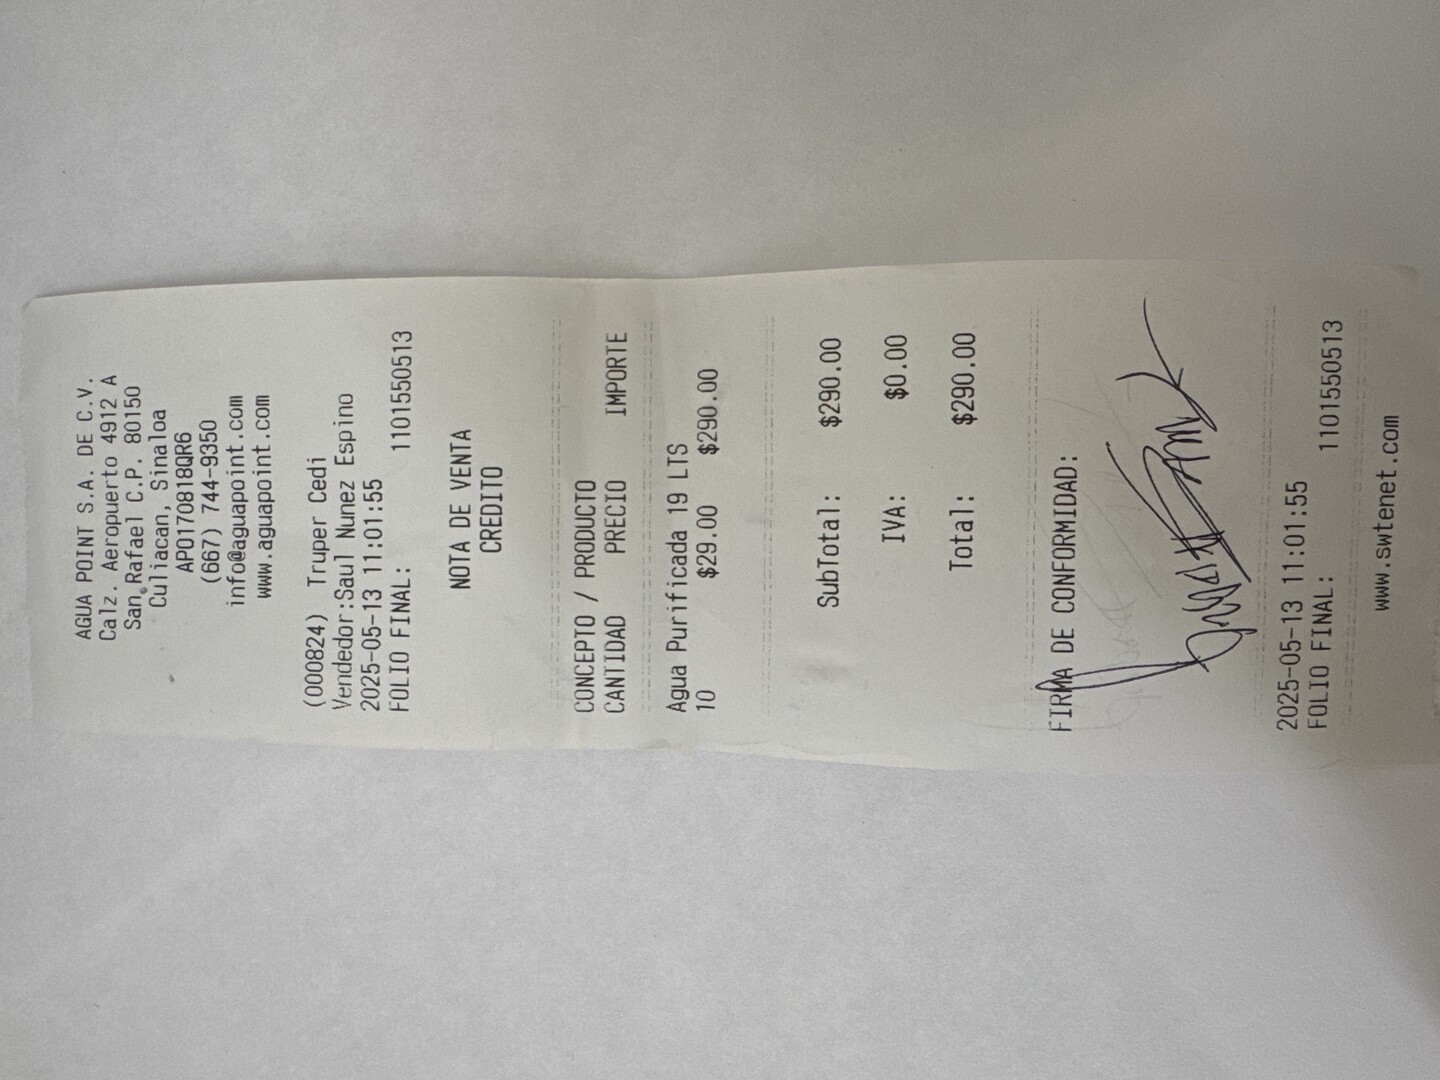 AGUA POINT S.A. DE C.V.
Calz. Aeropuerto 4912 A
San Rafael C.P. 80150
Culiacan, Sinaloa
APO170818QR6
(667) 744-9350
info@aguapoint.com
www.aguapoint.com
(000824) Truper Cedi
Vendedor:Saul Nunez Espino
2025-05-13 11:01:55
FOLIO FINAL: 1101550513
NOTA DE VENTA
CREDITO
CONCEPTO / PRODUCTO
CANTIDAD PRECIO IMPORTE
Agua Purificada 19 LTS
10 $29.00 $290.00
SubTotal: $290.00
IVA: $0.00
Total: $290.00
FIRMA DE CONFORMIDAD:
2025-05-13 11:01:55
FOLIO FINAL: 1101550513
www.swtenet.com